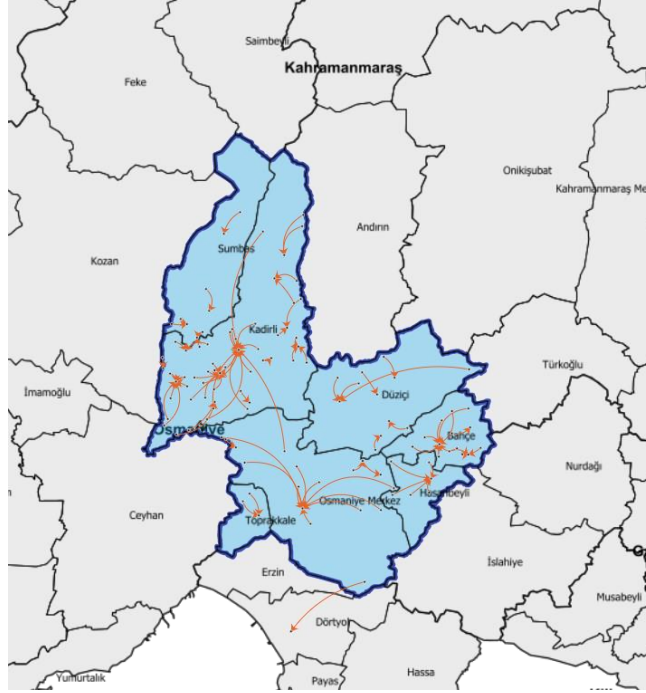 Saimbeyli
Kahramanmaraş
Feke
Onikişubat
Kahramanmaraş Me
Andırın
Sumbas
Kozan
Kadirli
Türkoğlu
İmamoğlu
Düziçi
Osmaniye
Bahçe
Nurdağı
Hasanbeyli
Osmaniye Merkez
Ceyhan
Toprakkale
İslahiye
Erzin
Musabeyli
Dörtyol
Hassa
Yumurtalık
Payas